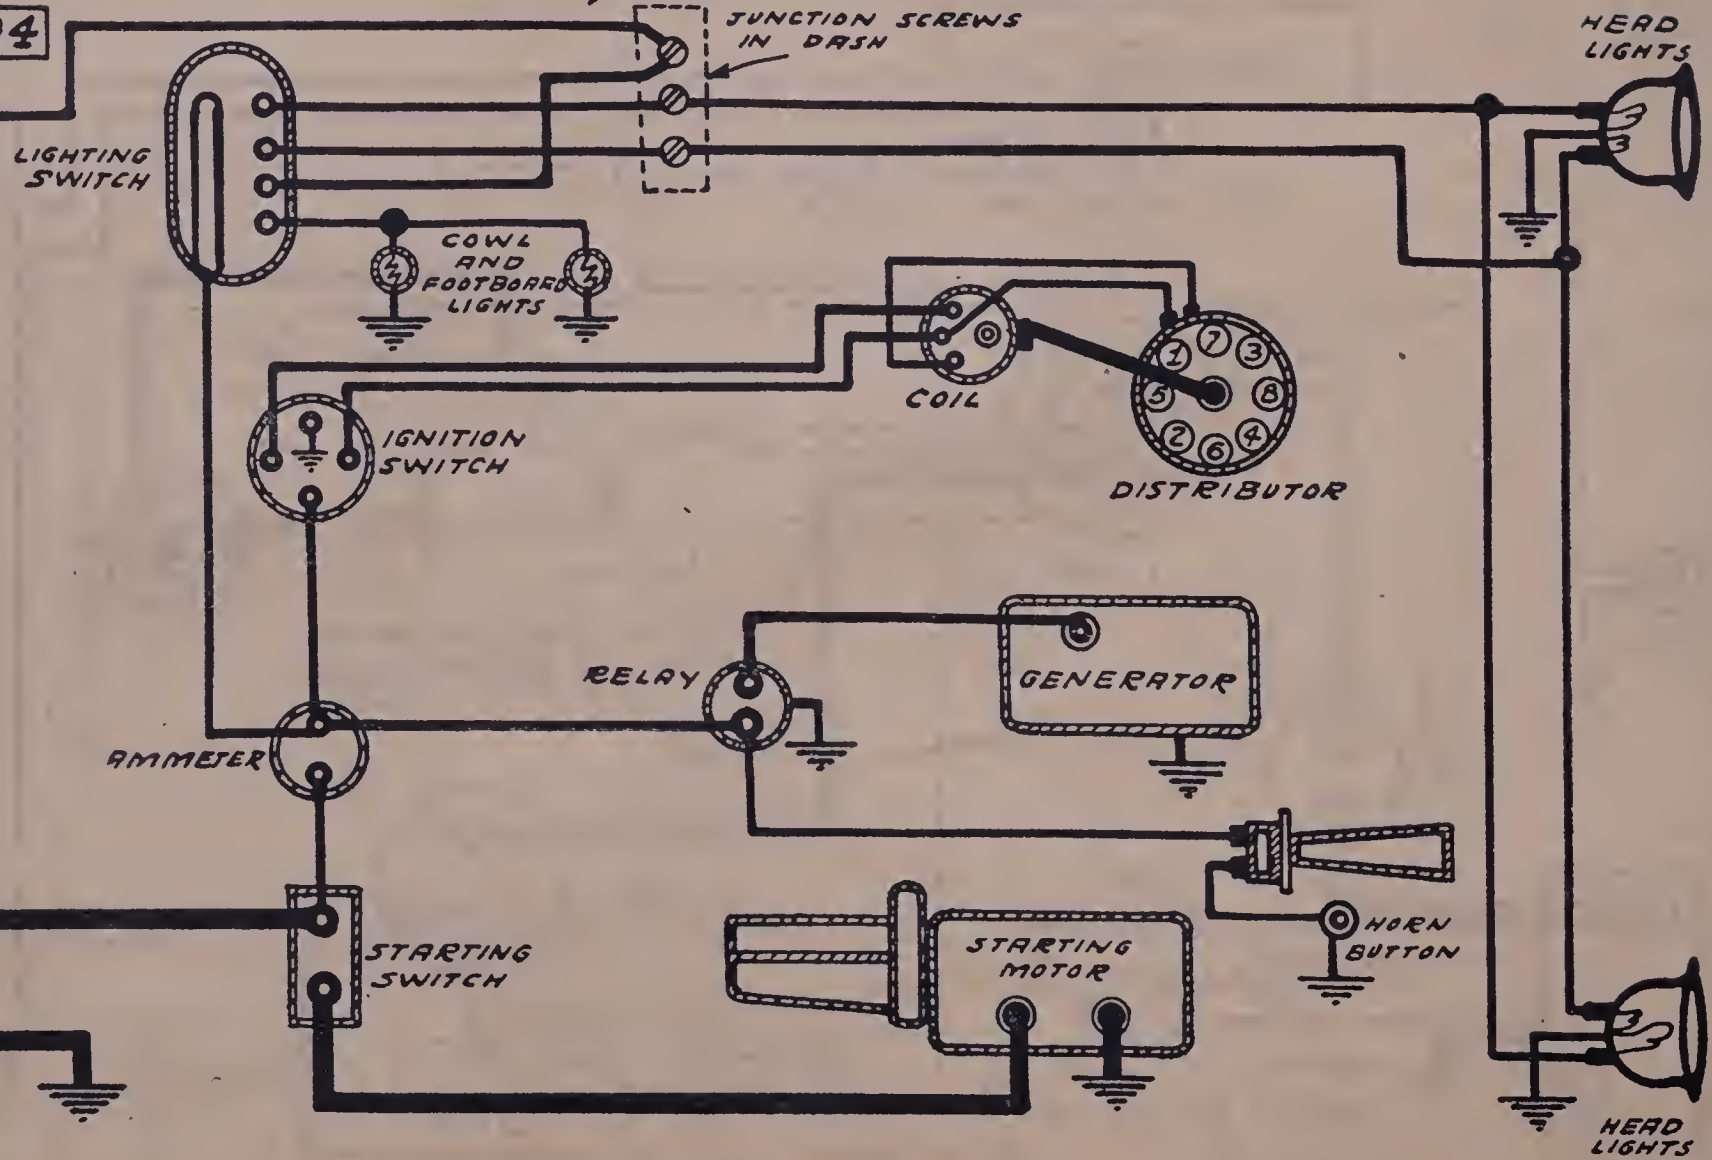 4
JUNCTION SCREWS
IN DASH
HEAD
LIGHTS
LIGHTING
SWITCH
COWL
AND
FOOTBOARD
LIGHTS
COIL
1
7
3
5
8
2
6
4
DISTRIBUTOR
IGNITION
SWITCH
RELAY
GENERATOR
AMMETER
STARTING
SWITCH
STARTING
MOTOR
HORN
BUTTON
HEAD
LIGHTS